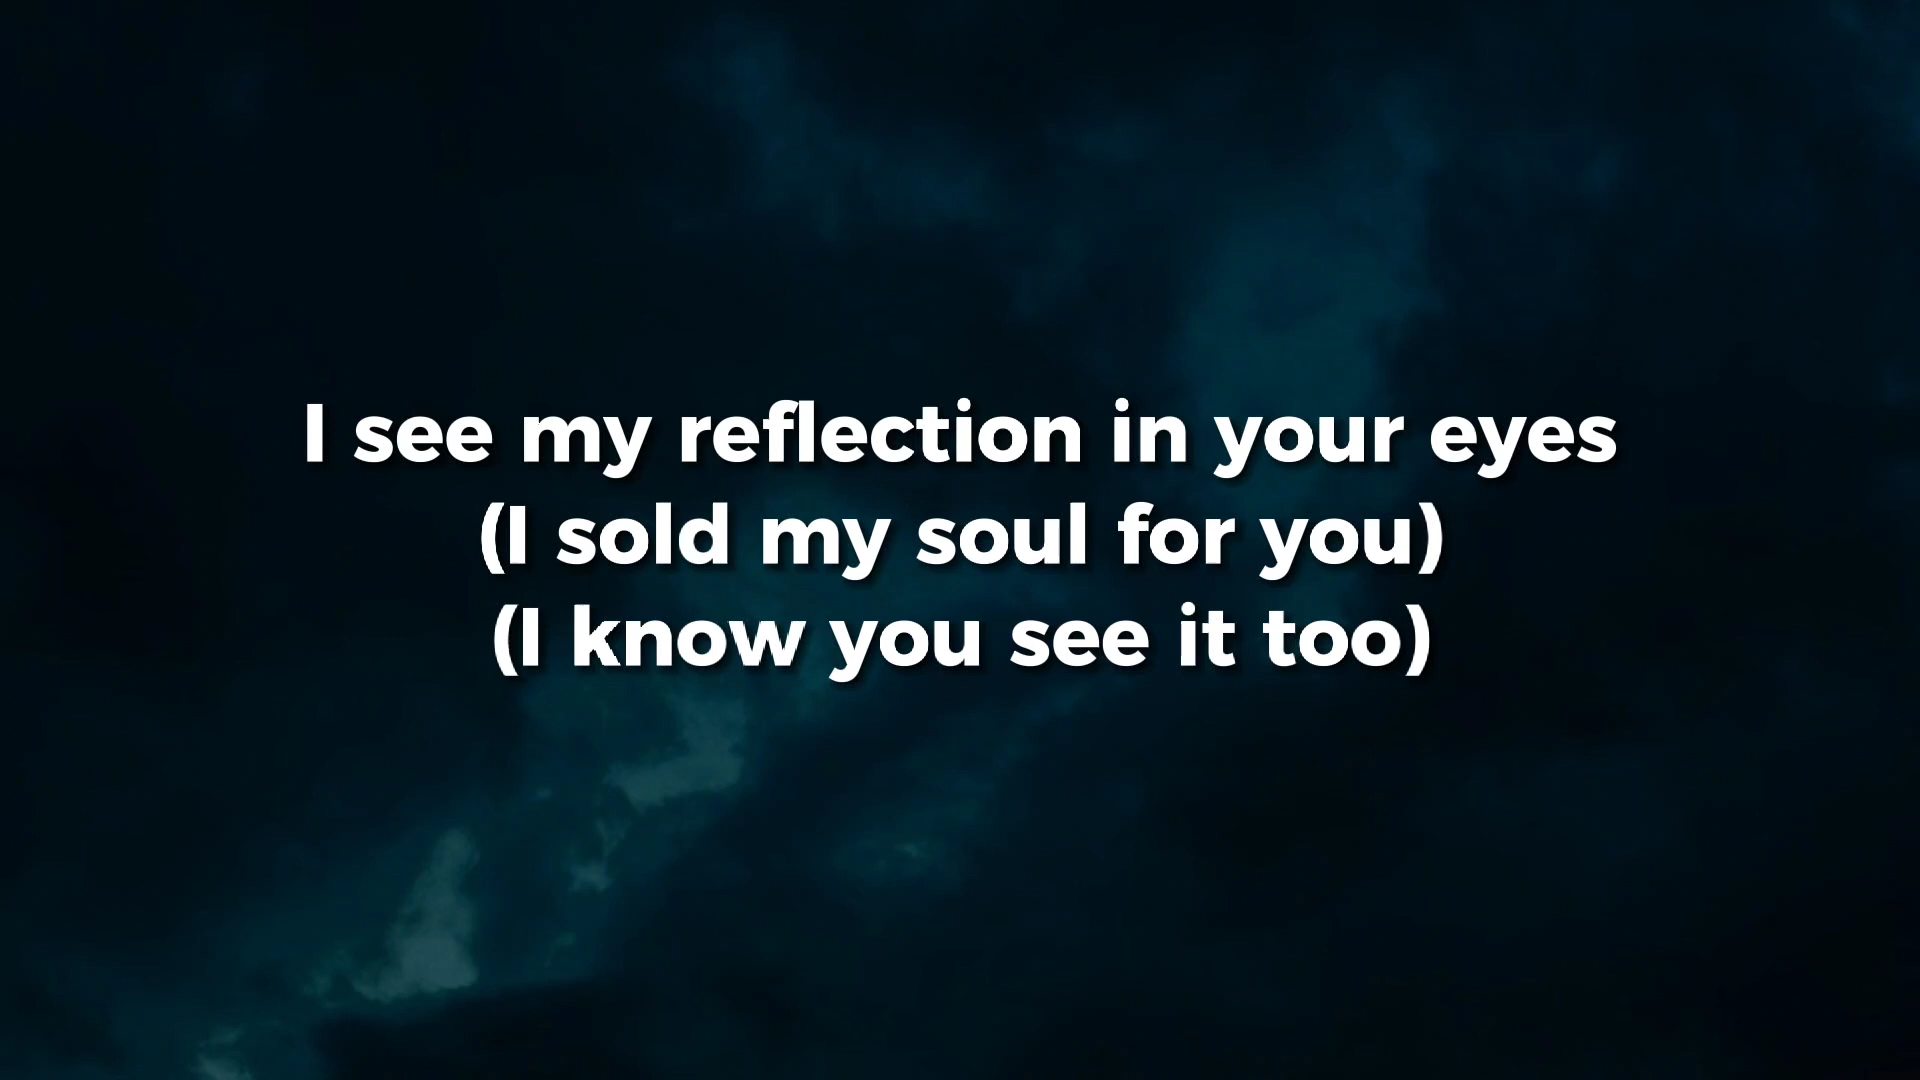 I see my reflection in your eyes
(I sold my soul for you)
(I know you see it too)